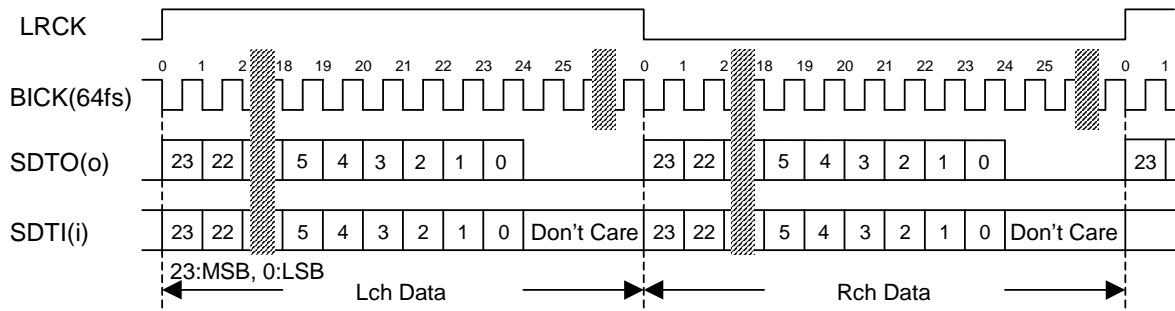 LRCK
0 1 2 18 19 20 21 22 23 24 25 0 1 2 18 19 20 21 22 23 24 25 0 1
BICK(64fs)
SDTO(o) 23 22 5 4 3 2 1 0 23 22 5 4 3 2 1 0 23
SDTI(i) 23 22 5 4 3 2 1 0 Don't Care 23 22 5 4 3 2 1 0 Don't Care
23:MSB, 0:LSB
Lch Data Rch Data